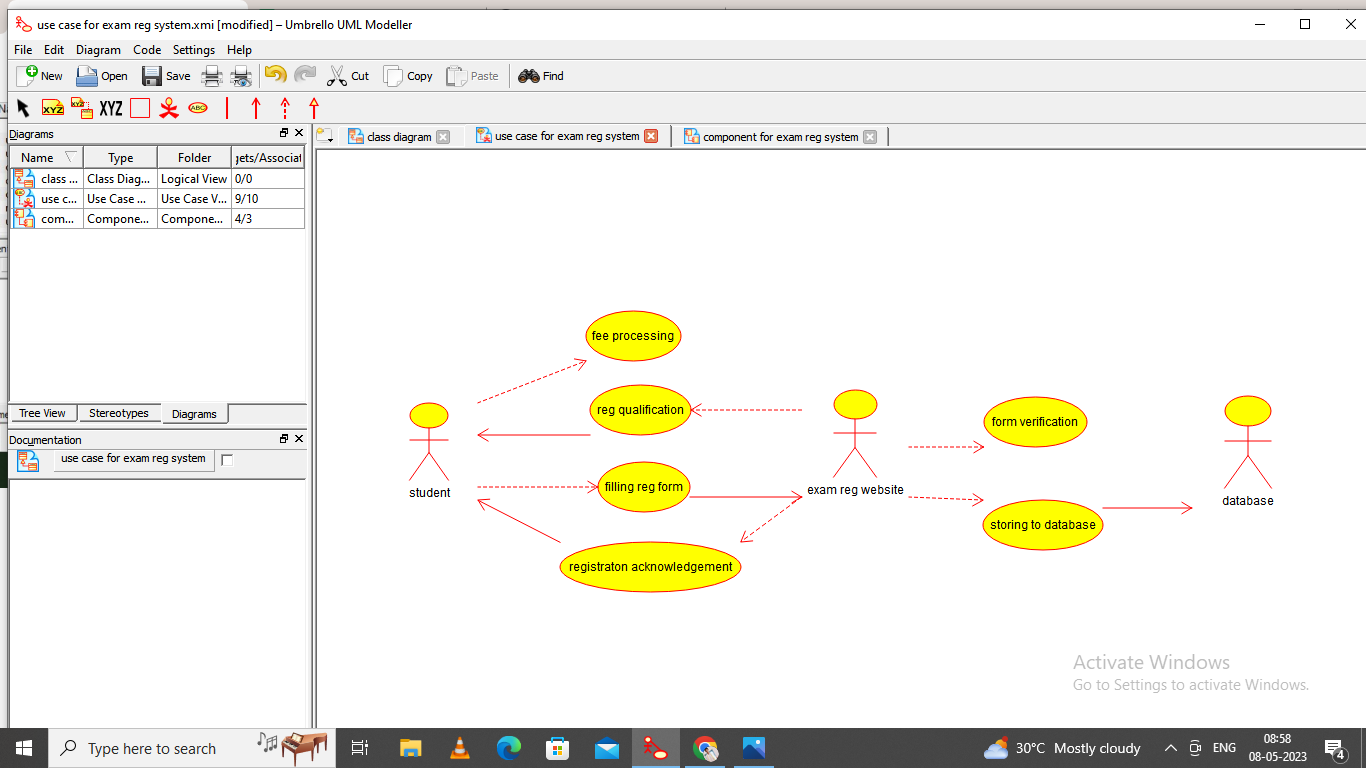 use case for exam reg system.xmi [modified] – Umbrello UML Modeller
File Edit Diagram Code Settings Help
New Open Save Cut Copy Paste Find
XYZ XYZ XYZ ABC
Diagrams
class diagram use case for exam reg system component for exam reg system
Name Type Folder jets/Associat
class ... Class Diag... Logical View 0/0
use c... Use Case ... Use Case V... 9/10
com... Compone... Compone... 4/3
Tree View Stereotypes Diagrams
Documentation
use case for exam reg system
fee processing
reg qualification
form verification
filling reg form
student
exam reg website
database
storing to database
registraton acknowledgement
Activate Windows
Go to Settings to activate Windows.
Type here to search
30°C Mostly cloudy
ENG
08:58
08-05-2023
4